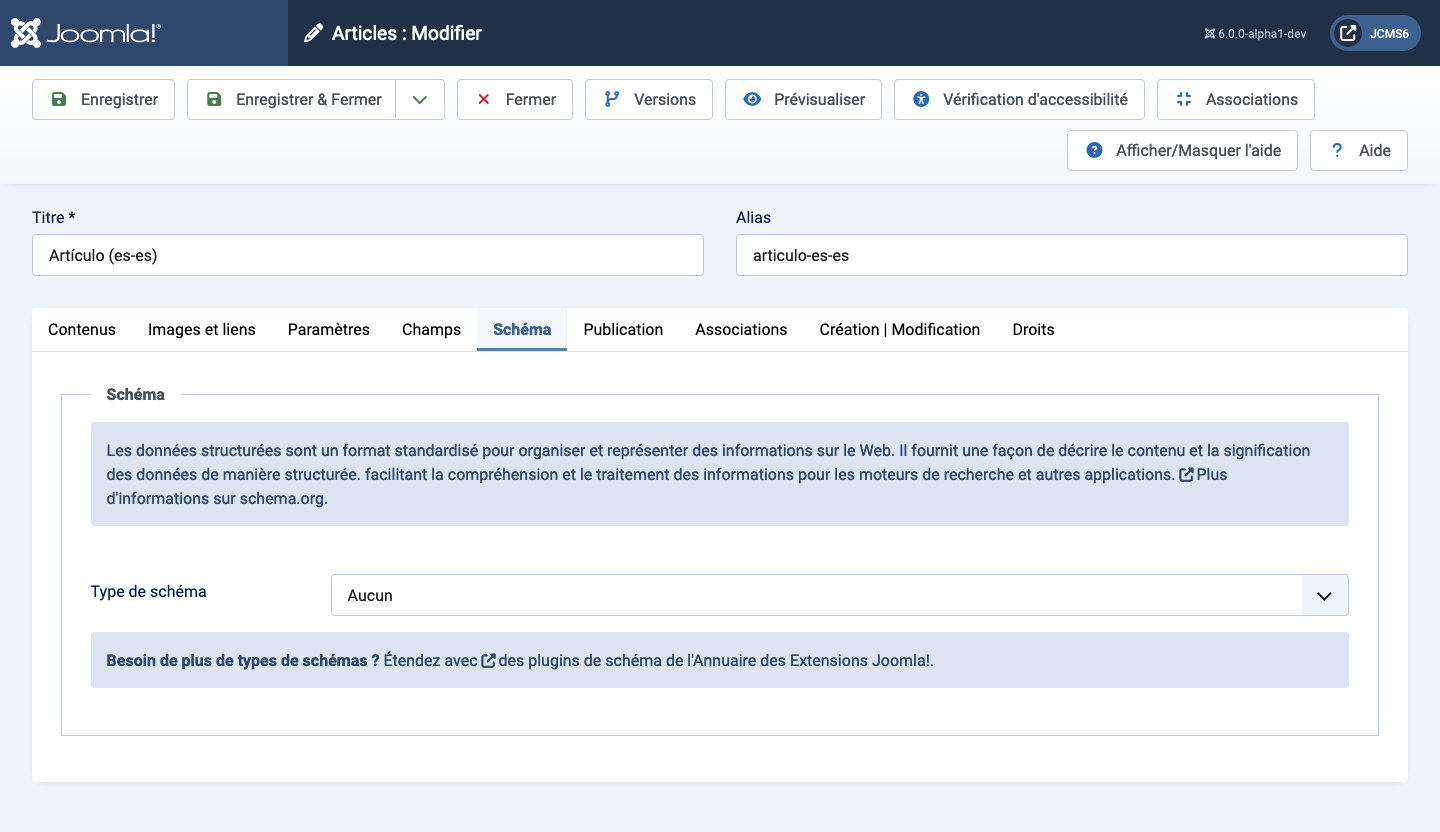 Joomla!®
Articles : Modifier
6.0.0-alpha1-dev
JCMS6
Enregistrer
Enregistrer & Fermer
Fermer
Versions
Prévisualiser
Vérification d'accessibilité
Associations
Afficher/Masquer l'aide
? Aide
Titre *
Alias
Artículo (es-es)
articulo-es-es
Contenus
Images et liens
Paramètres
Champs
Schéma
Publication
Associations
Création | Modification
Droits
Schéma
Les données structurées sont un format standardisé pour organiser et représenter des informations sur le Web. Il fournit une façon de décrire le contenu et la signification
des données de manière structurée. facilitant la compréhension et le traitement des informations pour les moteurs de recherche et autres applications. Plus
d'informations sur schema.org.
Type de schéma
Aucun
Besoin de plus de types de schémas ? Étendez avec des plugins de schéma de l'Annuaire des Extensions Joomla!.